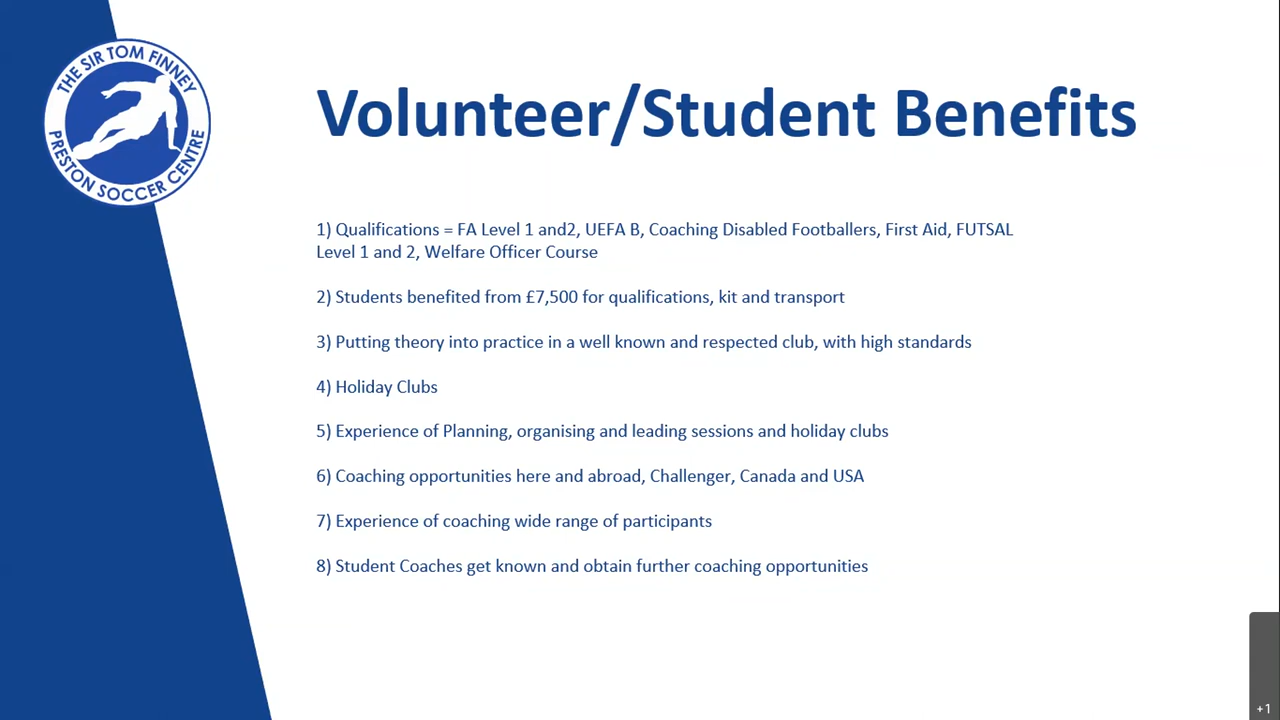 THE SIR TOM FINNEY
PRESTON SOCCER CENTRE
Volunteer/Student Benefits
1) Qualifications = FA Level 1 and2, UEFA B, Coaching Disabled Footballers, First Aid, FUTSAL
Level 1 and 2, Welfare Officer Course
2) Students benefited from £7,500 for qualifications, kit and transport
3) Putting theory into practice in a well known and respected club, with high standards
4) Holiday Clubs
5) Experience of Planning, organising and leading sessions and holiday clubs
6) Coaching opportunities here and abroad, Challenger, Canada and USA
7) Experience of coaching wide range of participants
8) Student Coaches get known and obtain further coaching opportunities
+1